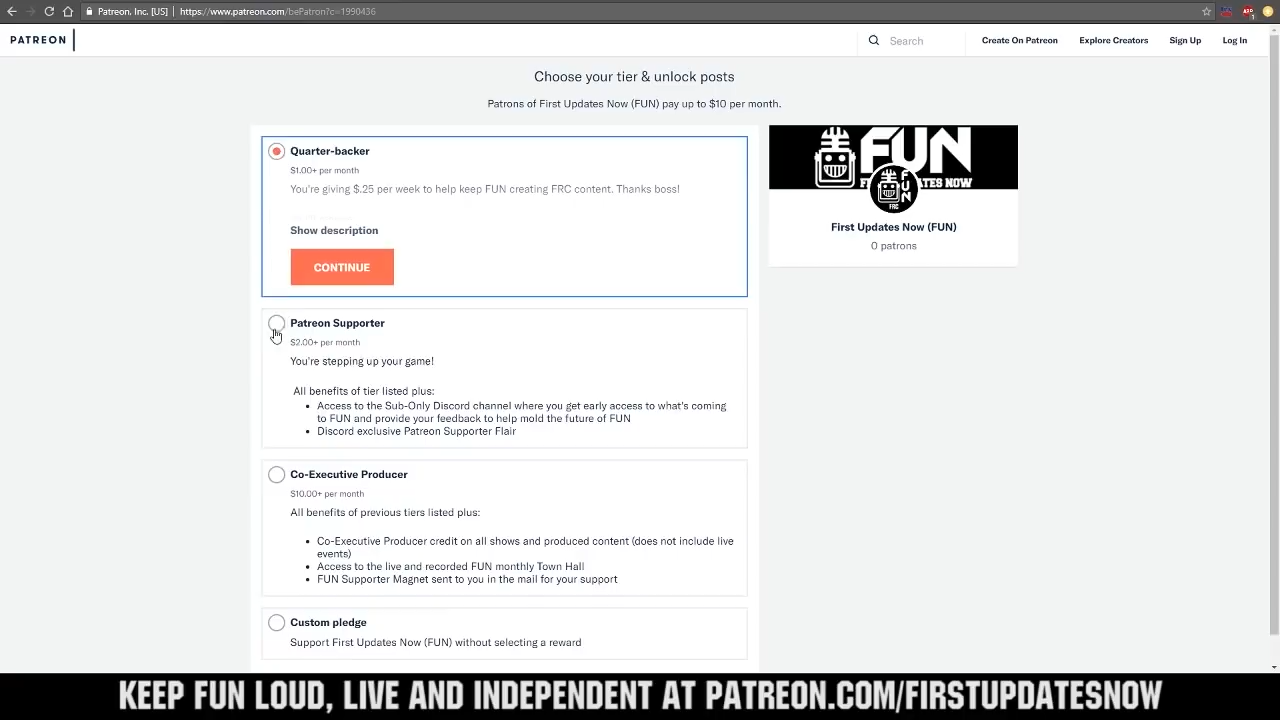 Patreon, Inc. [US] | https://www.patreon.com/bePatron?c=1990436
PATREON
Search
Create On Patreon
Explore Creators
Sign Up
Log In
Choose your tier & unlock posts
Patrons of First Updates Now (FUN) pay up to $10 per month.
Quarter-backer
$1.00+ per month
You're giving $.25 per week to help keep FUN creating FRC content. Thanks boss!
Show description
CONTINUE
Patreon Supporter
$2.00+ per month
You're stepping up your game!
All benefits of tier listed plus:
• Access to the Sub-Only Discord channel where you get early access to what's coming
to FUN and provide your feedback to help mold the future of FUN
• Discord exclusive Patreon Supporter Flair
Co-Executive Producer
$10.00+ per month
All benefits of previous tiers listed plus:
• Co-Executive Producer credit on all shows and produced content (does not include live
events)
• Access to the live and recorded FUN monthly Town Hall
• FUN Supporter Magnet sent to you in the mail for your support
Custom pledge
Support First Updates Now (FUN) without selecting a reward
FUN
FUN
FRC
First Updates Now (FUN)
0 patrons
KEEP FUN LOUD, LIVE AND INDEPENDENT AT PATREON.COM/FIRSTUPDATESNOW